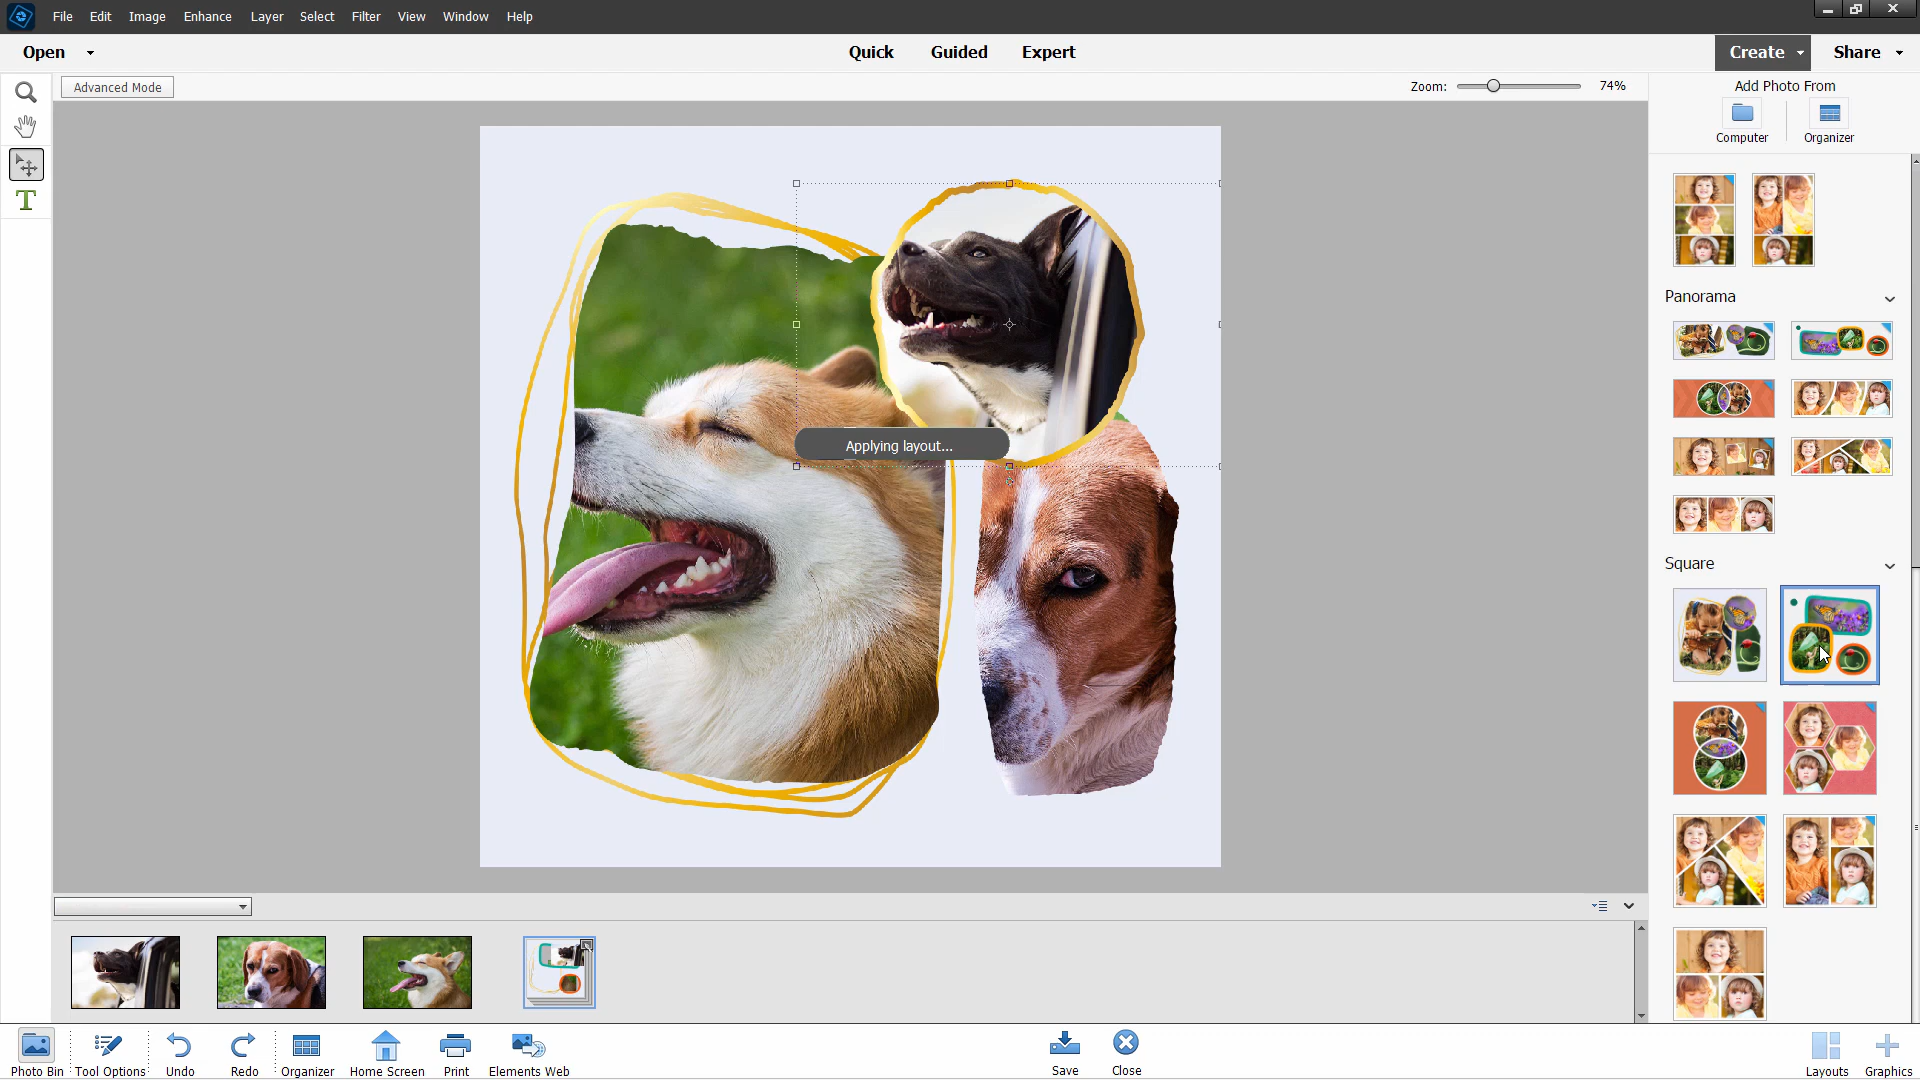 File Edit Image Enhance Layer Select Filter View Window Help
Open Quick Guided Expert Create Share
Advanced Mode Zoom: 74%
Add Photo From
Computer Organizer
Panorama
Applying layout...
Square
Photo Bin Tool Options Undo Redo Organizer Home Screen Print Elements Web Save Close Layouts Graphics